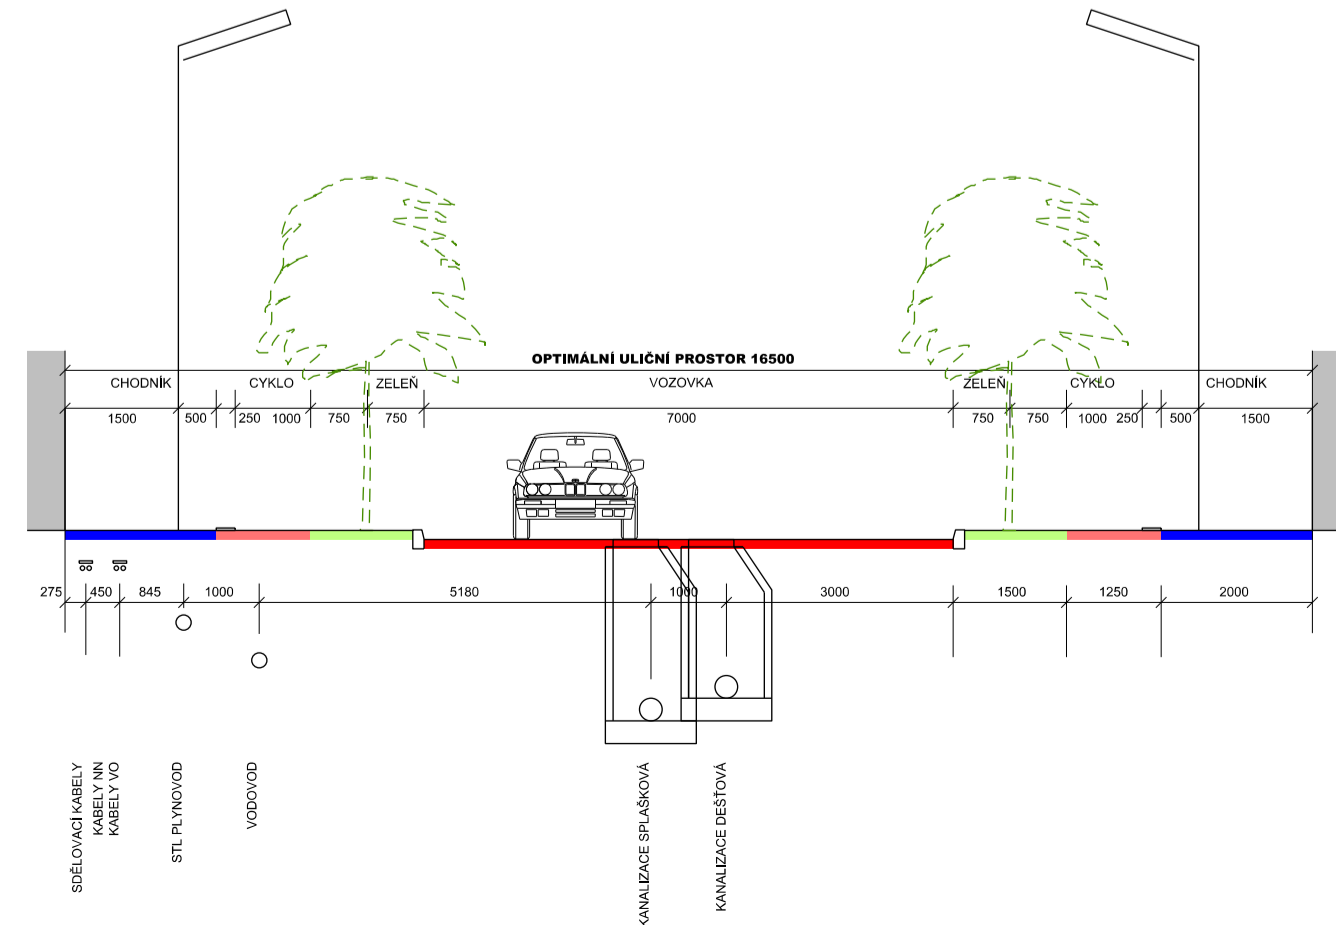 OPTIMÁLNÍ ULIČNÍ PROSTOR 16500
CHODNÍK CYKLO ZELEŇ VOZOVKA ZELEŇ CYKLO CHODNÍK
1500 500 250 1000 750 750 7000 750 750 1000 250 500 1500
275 450 845 1000 5180 1000 3000 1500 1250 2000
SDĚLOVACÍ KABELY
KABELY NN
KABELY VO
STL PLYNOVOD
VODOVOD
KANALIZACE SPLAŠKOVÁ
KANALIZACE DEŠŤOVÁ